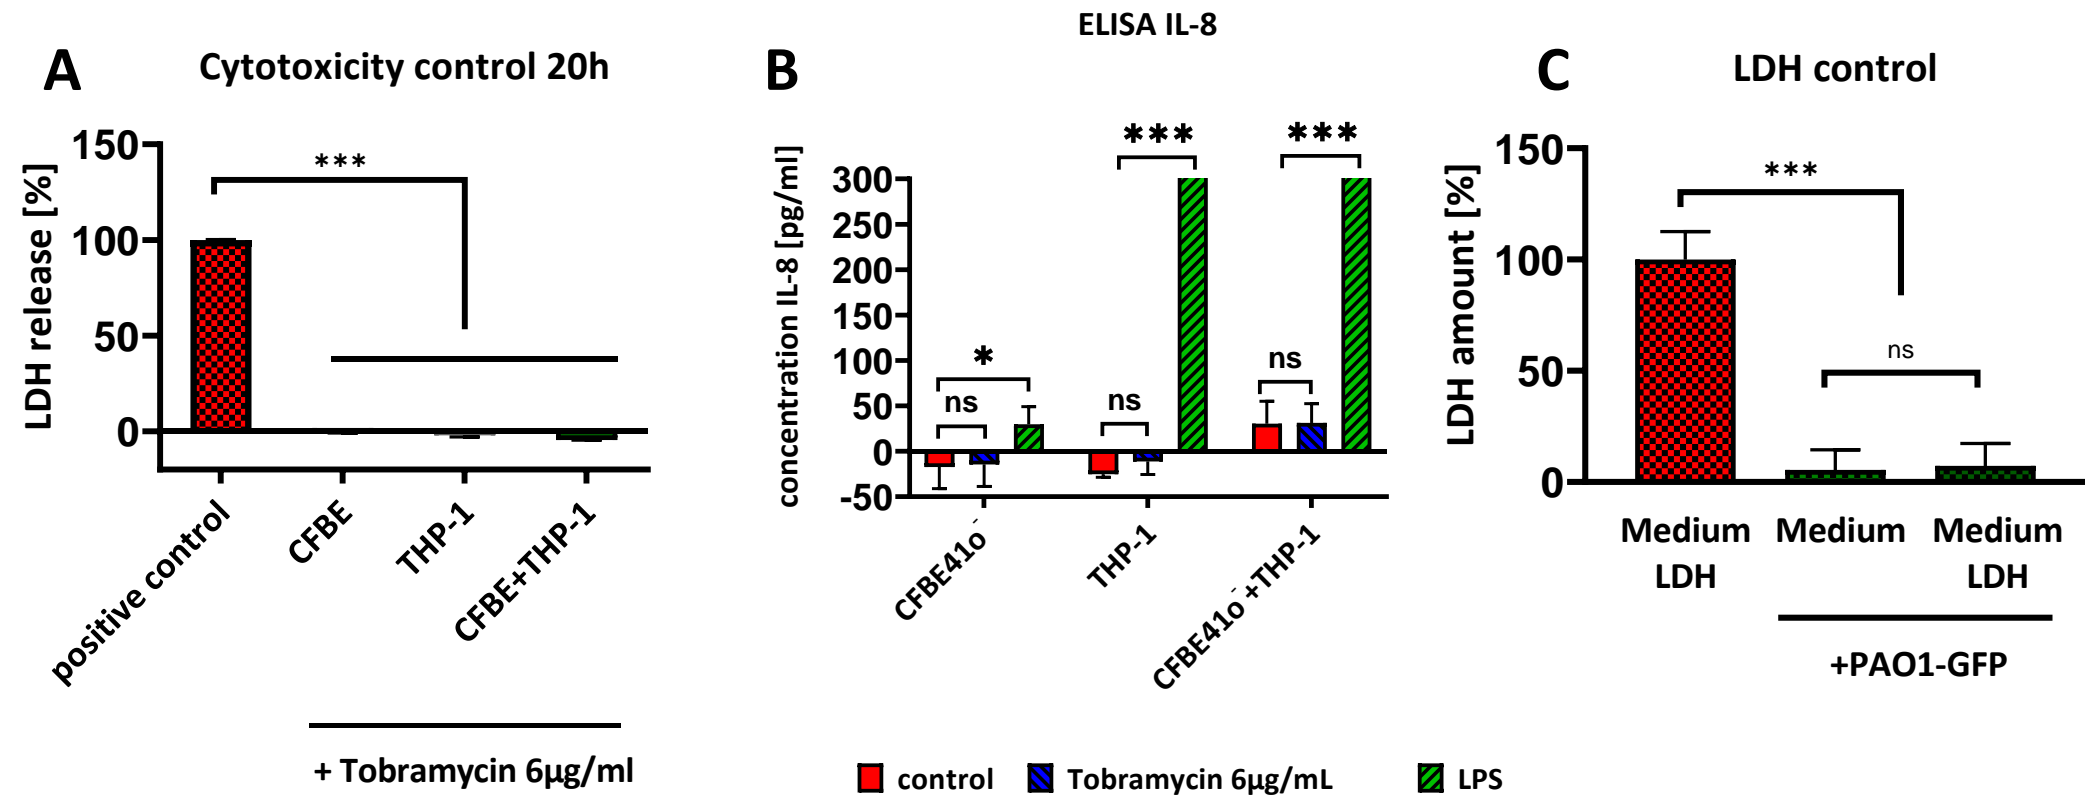 A
Cytotoxicity control 20h
LDH release [%]
150
100
50
0
***
positive control
CFBE
THP-1
CFBE+THP-1
+ Tobramycin 6µg/ml
B
ELISA IL-8
concentration IL-8 [pg/ml]
300
250
200
150
100
50
0
-50
*
ns
***
ns
***
ns
CFBE41o⁻
THP-1
CFBE41o⁻+THP-1
control
Tobramycin 6µg/mL
LPS
C
LDH control
LDH amount [%]
150
100
50
0
***
ns
Medium
LDH
Medium
Medium
LDH
+PAO1-GFP